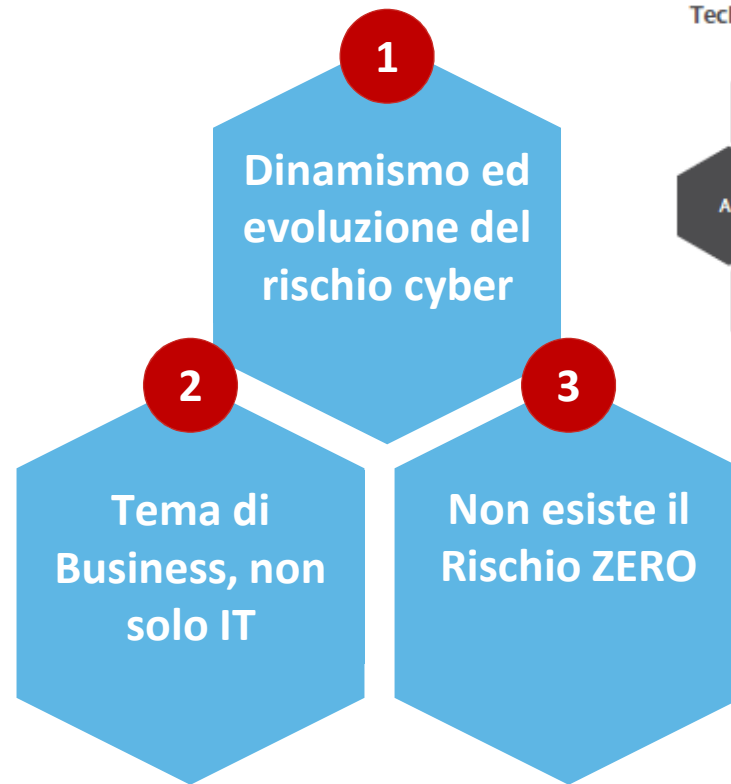 Tecl
1
Dinamismo ed
evoluzione del
rischio cyber
A
2
3
Tema di
Business, non
solo IT
Non esiste il
Rischio ZERO